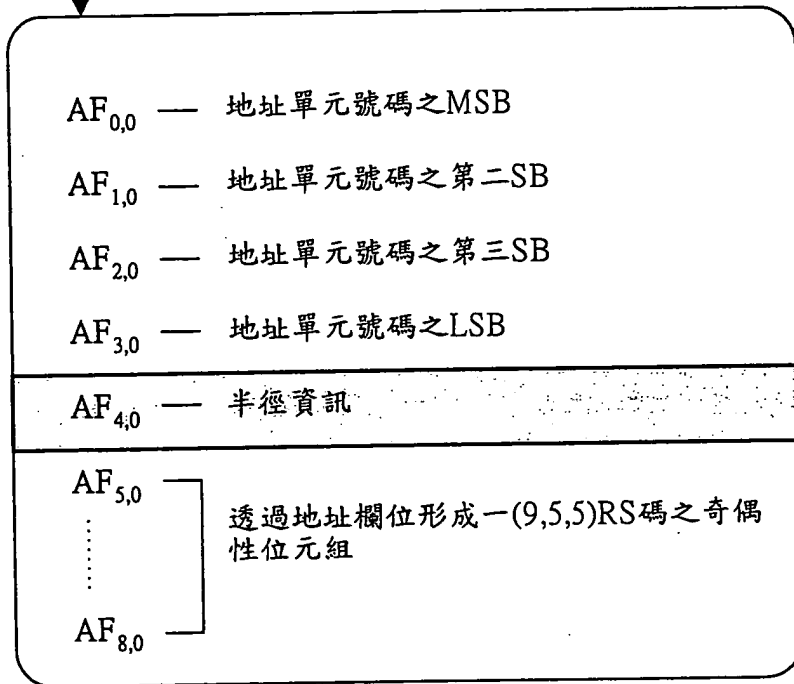 AF0,0 — 地址單元號碼之MSB
AF1,0 — 地址單元號碼之第二SB
AF2,0 — 地址單元號碼之第三SB
AF3,0 — 地址單元號碼之LSB
AF4,0 — 半徑資訊
AF5,0
透過地址欄位形成一(9,5,5)RS碼之奇偶
性位元組
AF8,0